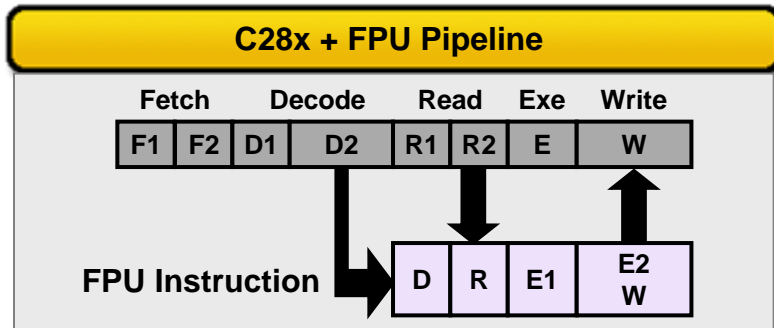 C28x + FPU Pipeline
Fetch Decode Read Exe Write
F1 F2 D1 D2 R1 R2 E W
FPU Instruction D R E1 E2
W